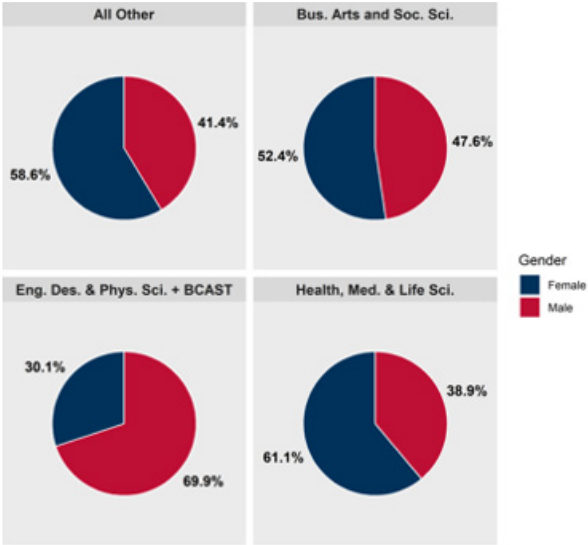 All Other
41.4%
58.6%
Bus. Arts and Soc. Sci.
47.6%
52.4%
Eng. Des. & Phys. Sci. + BCAST
30.1%
69.9%
Health, Med. & Life Sci.
38.9%
61.1%
Gender
Female
Male